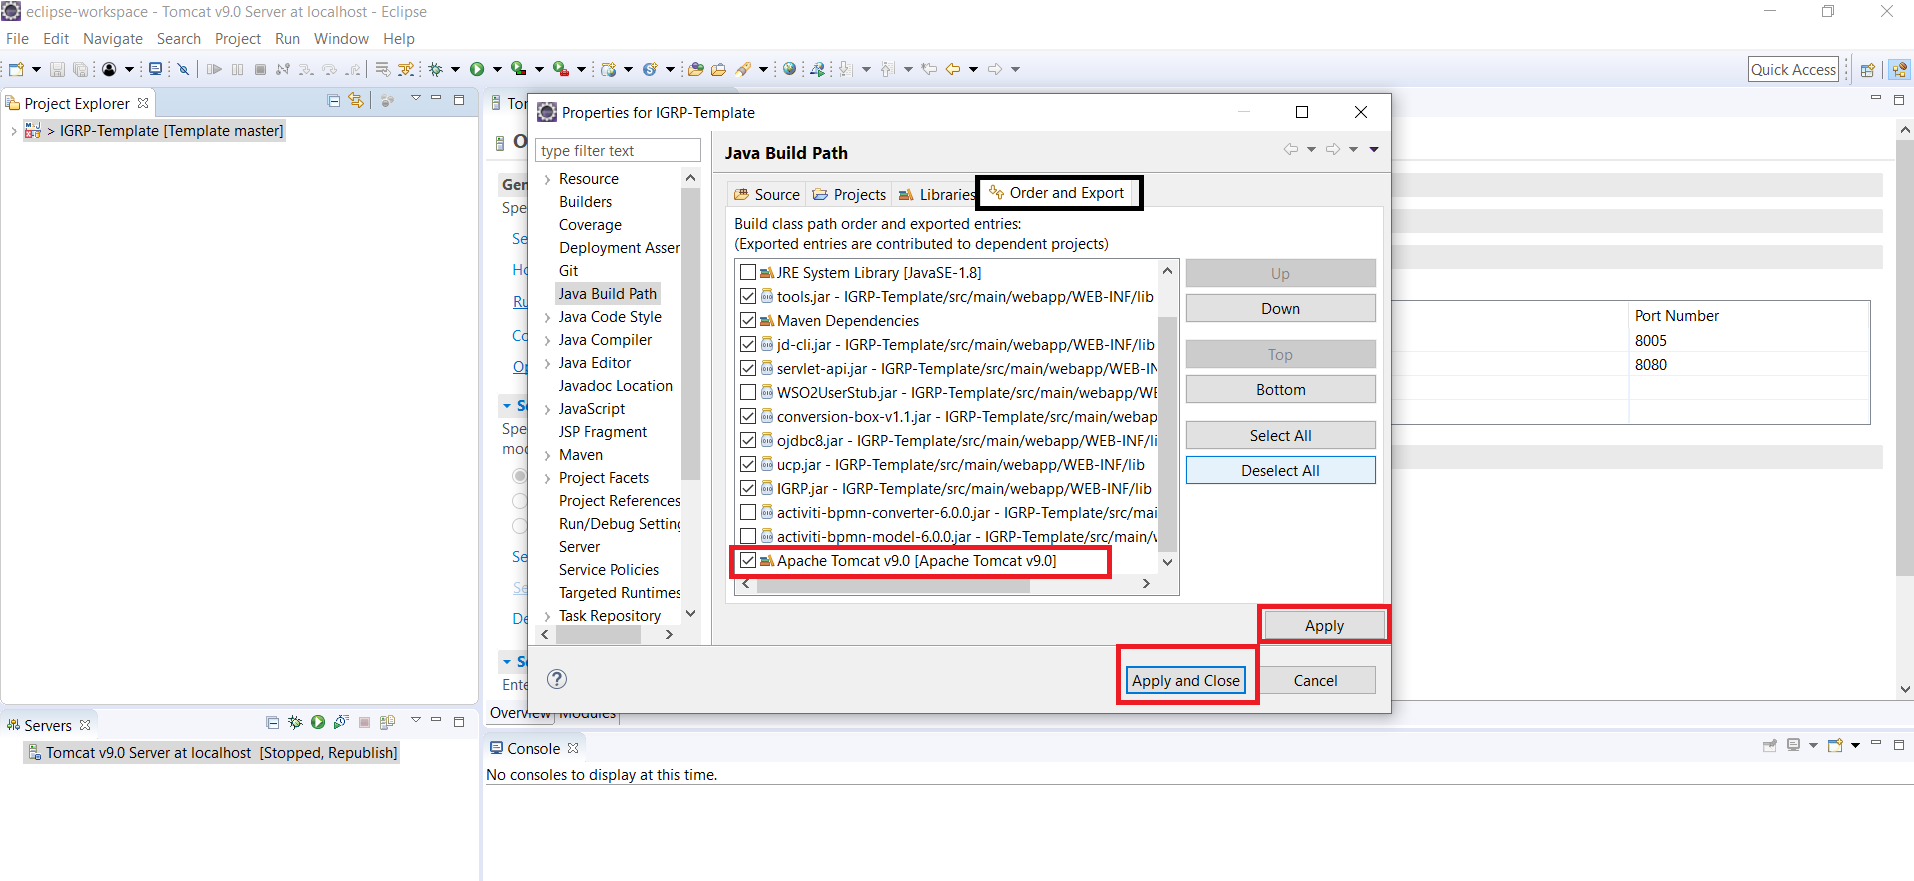 eclipse-workspace - Tomcat v9.0 Server at localhost - Eclipse
File Edit Navigate Search Project Run Window Help
Quick Access
Project Explorer
> IGRP-Template [Template master]
Servers
Tomcat v9.0 Server at localhost [Stopped, Republish]
Tor
O
Gen
Spe
Se
Ho
Ru
Co
Op
Se
Spe
mod
Se
Se
De
Se
Ente
Overview Modules
Port Number
8005
8080
Properties for IGRP-Template
type filter text
Resource
Builders
Coverage
Deployment Asser
Git
Java Build Path
Java Code Style
Java Compiler
Java Editor
Javadoc Location
JavaScript
JSP Fragment
Maven
Project Facets
Project References
Run/Debug Setting
Server
Service Policies
Targeted Runtimes
Task Repository
Java Build Path
Source Projects Libraries Order and Export
Build class path order and exported entries:
(Exported entries are contributed to dependent projects)
JRE System Library [JavaSE-1.8]
tools.jar - IGRP-Template/src/main/webapp/WEB-INF/lib
Maven Dependencies
jd-cli.jar - IGRP-Template/src/main/webapp/WEB-INF/lib
servlet-api.jar - IGRP-Template/src/main/webapp/WEB-IN
WSO2UserStub.jar - IGRP-Template/src/main/webapp/WE
conversion-box-v1.1.jar - IGRP-Template/src/main/webap
ojdbc8.jar - IGRP-Template/src/main/webapp/WEB-INF/li
ucp.jar - IGRP-Template/src/main/webapp/WEB-INF/lib
IGRP.jar - IGRP-Template/src/main/webapp/WEB-INF/lib
activiti-bpmn-converter-6.0.0.jar - IGRP-Template/src/mai
activiti-bpmn-model-6.0.0.jar - IGRP-Template/src/main/w
Apache Tomcat v9.0 [Apache Tomcat v9.0]
Up
Down
Top
Bottom
Select All
Deselect All
Apply
Apply and Close
Cancel
Console
No consoles to display at this time.